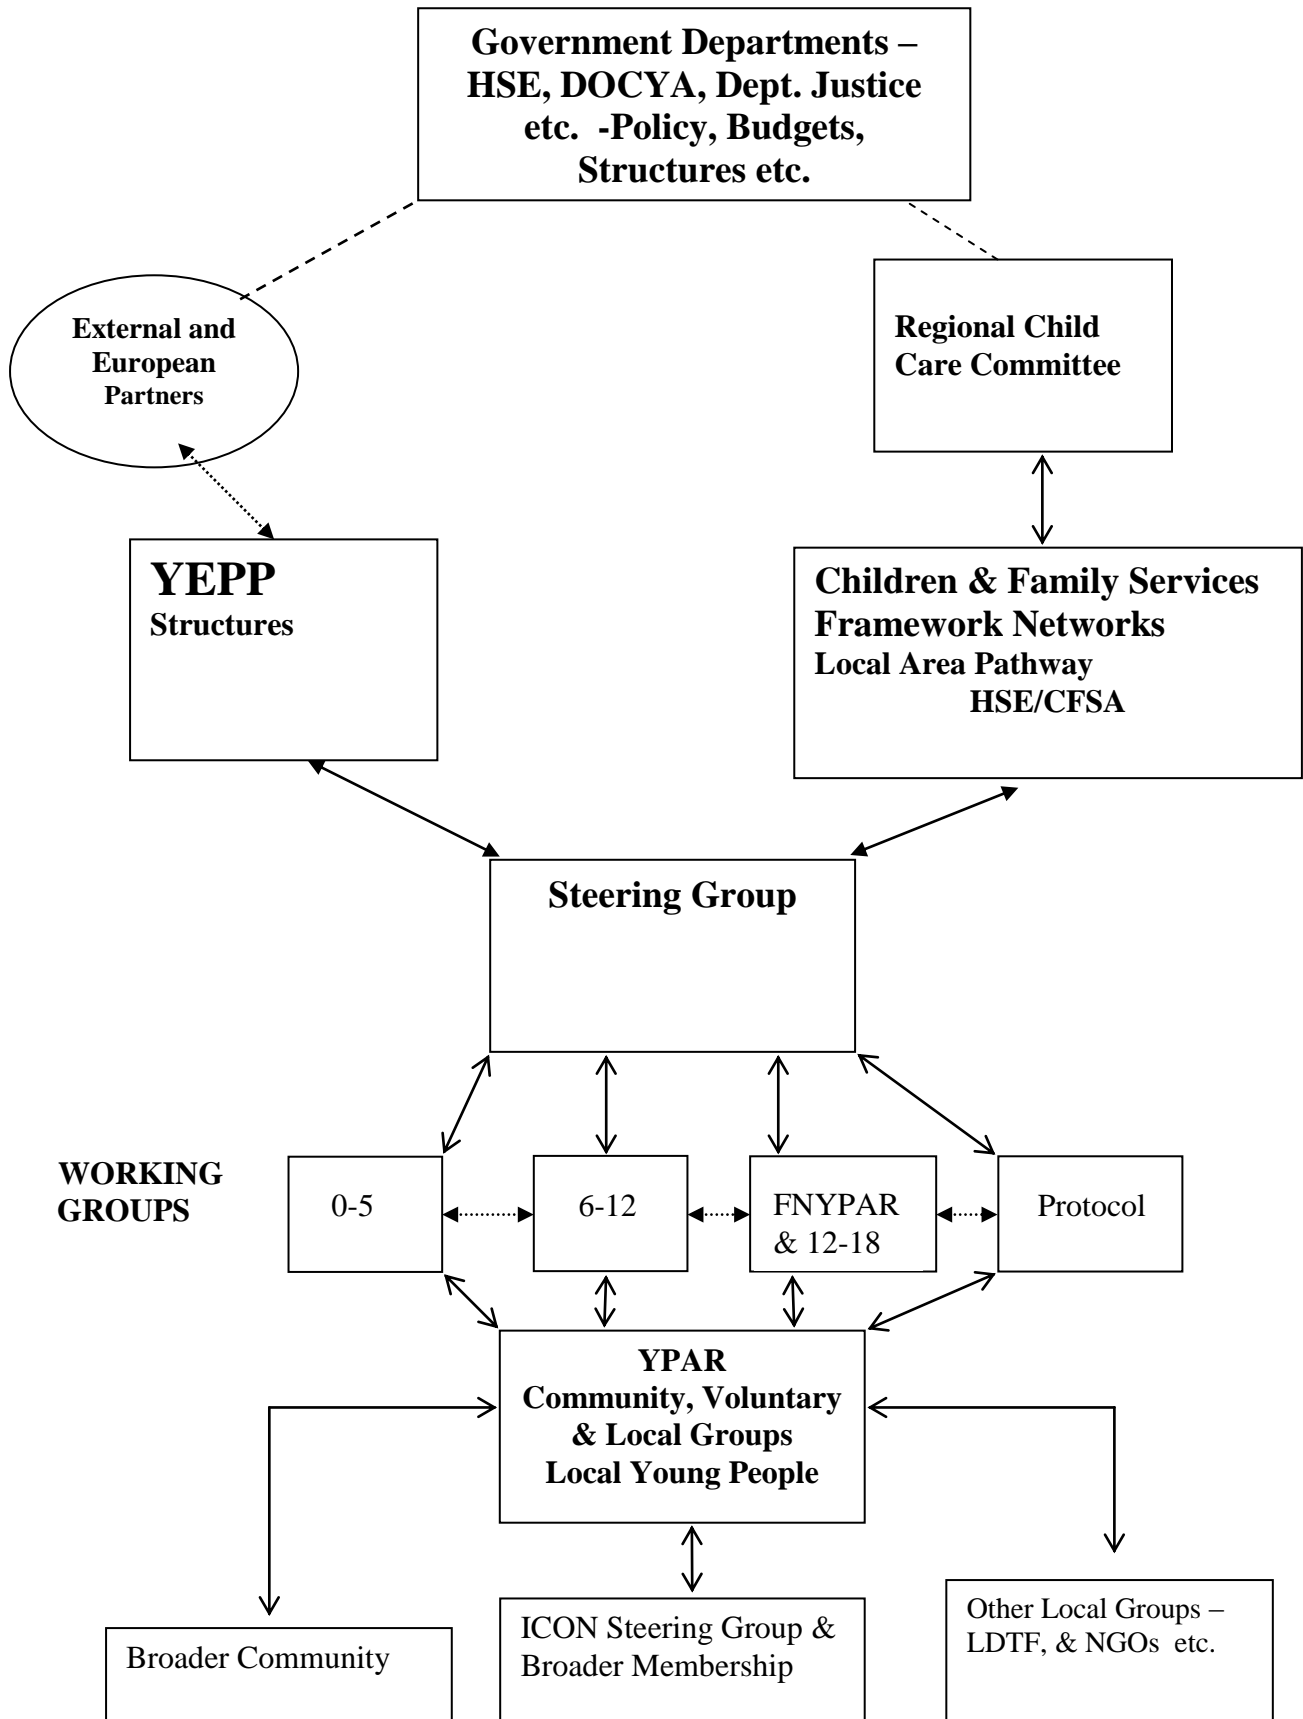 Government Departments –
HSE, DOCYA, Dept. Justice
etc. -Policy, Budgets,
Structures etc.
External and
European
Partners
Regional Child
Care Committee
YEPP
Structures
Children & Family Services
Framework Networks
Local Area Pathway
HSE/CFSA
Steering Group
WORKING
GROUPS
0-5
6-12
FNYPAR
& 12-18
Protocol
YPAR
Community, Voluntary
& Local Groups
Local Young People
Broader Community
ICON Steering Group &
Broader Membership
Other Local Groups –
LDTF, & NGOs etc.